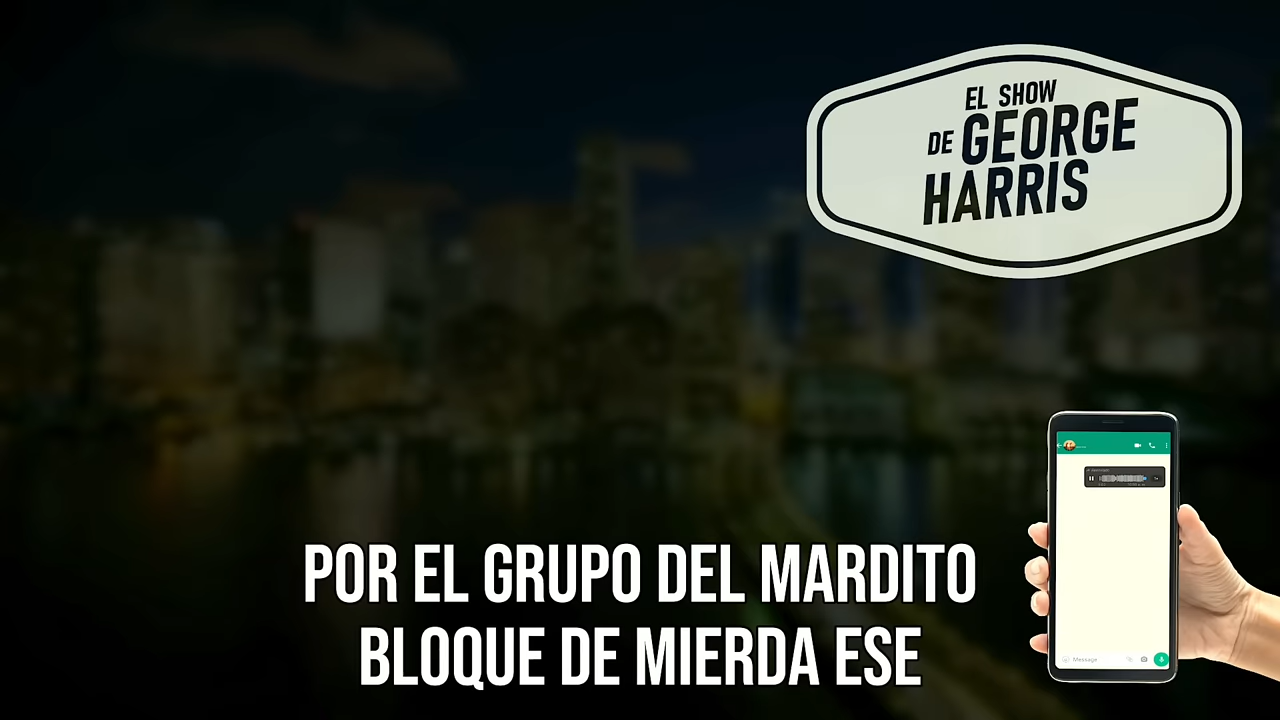 EL SHOW
DE GEORGE
HARRIS
Message
POR EL GRUPO DEL MARDITO
BLOQUE DE MIERDA ESE